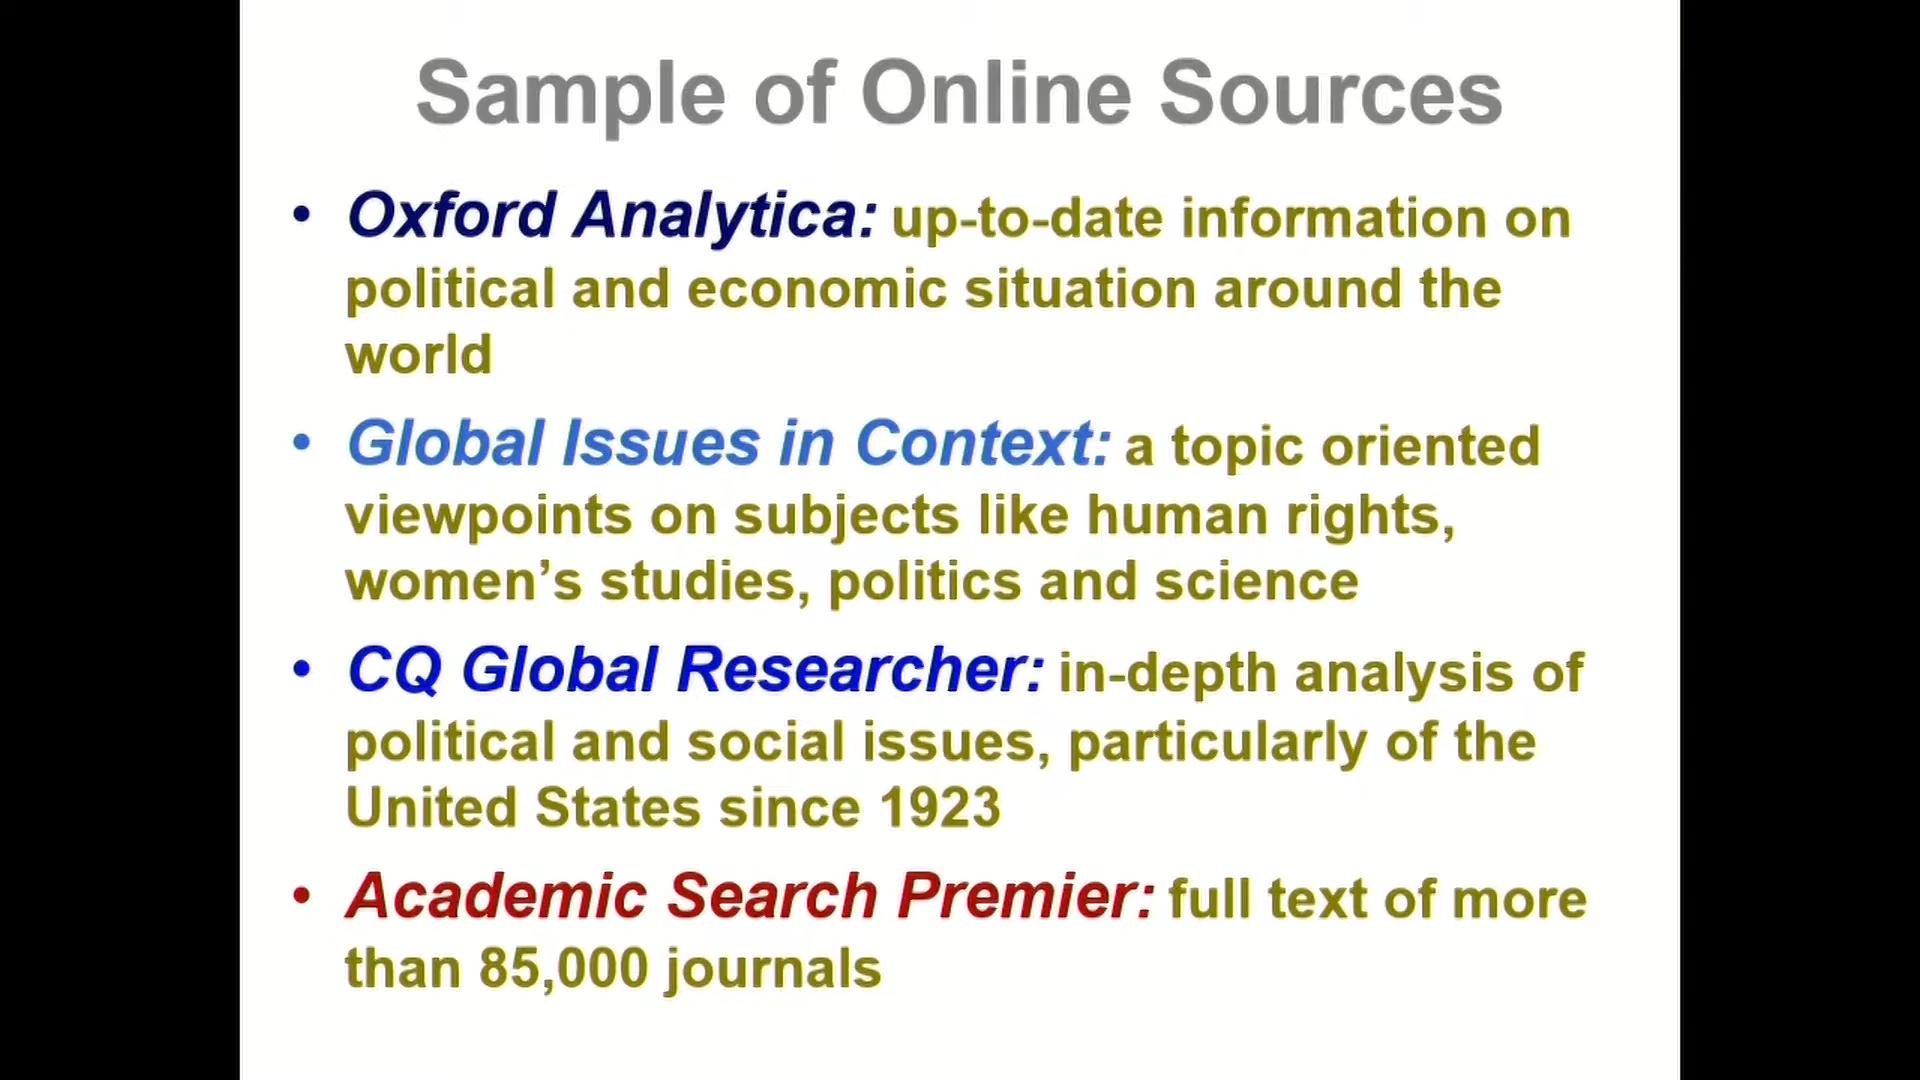 Sample of Online Sources
• Oxford Analytica: up-to-date information on
political and economic situation around the
world
• Global Issues in Context: a topic oriented
viewpoints on subjects like human rights,
women’s studies, politics and science
• CQ Global Researcher: in-depth analysis of
political and social issues, particularly of the
United States since 1923
• Academic Search Premier: full text of more
than 85,000 journals